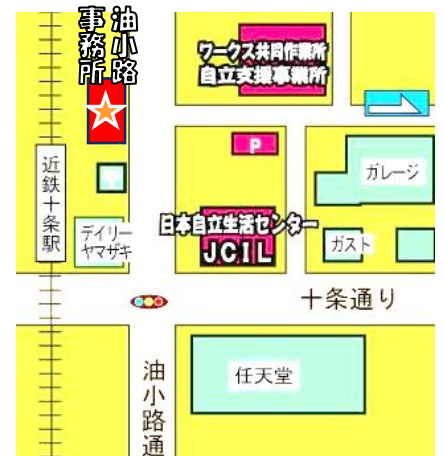 油小路
事務所
ワークス共同作業所
自立支援事業所
P
近鉄十条駅
デイリー
ヤマザキ
日本自立生活センター
JCIL
ガレージ
ガスト
十条通り
任天堂
油小路通